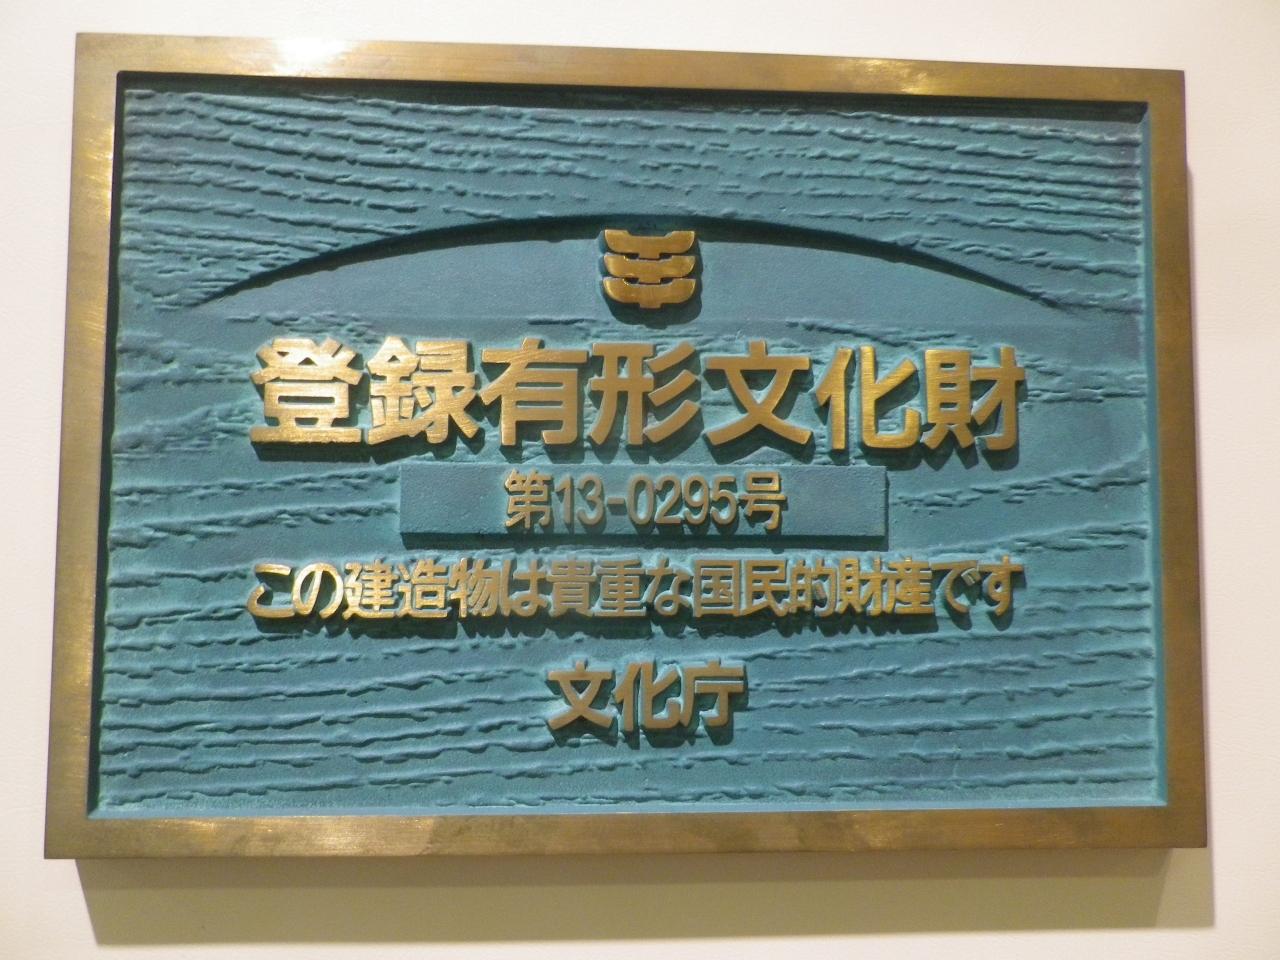 登録有形文化財
第13-0295号
この建造物は貴重な国民的財産です
文化庁